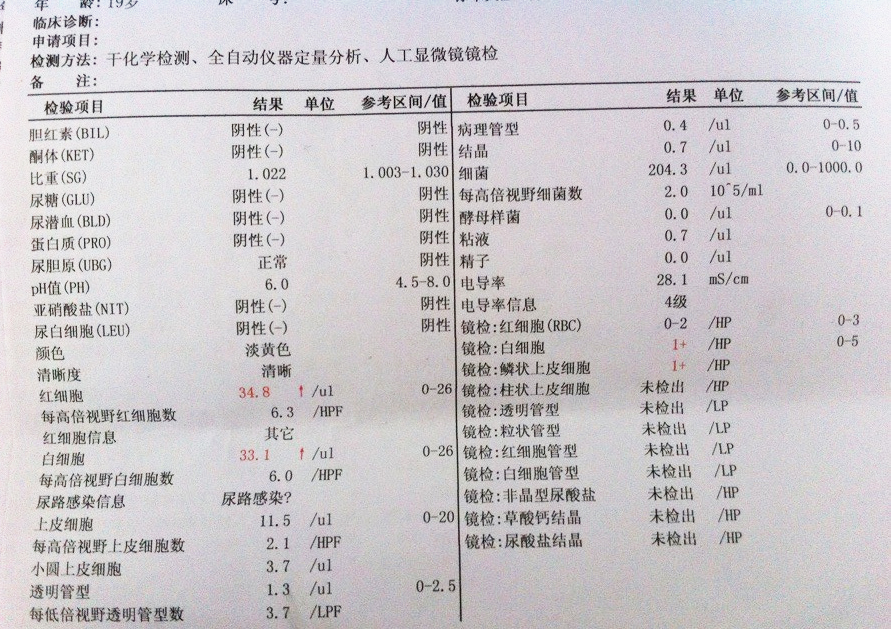 年 龄: 19岁
临床诊断:
申请项目:
检测方法: 干化学检测、全自动仪器定量分析、人工显微镜镜检
备 注:
检验项目 结果 单位 参考区间/值 检验项目 结果 单位 参考区间/值
胆红素(BIL) 阴性(-) 阴性 病理管型 0.4 /ul 0-0.5
酮体(KET) 阴性(-) 阴性 结晶 0.7 /ul 0-10
比重(SG) 1.022 1.003-1.030 细菌 204.3 /ul 0.0-1000.0
尿糖(GLU) 阴性(-) 阴性 每高倍视野细菌数 2.0 10^5/ml
尿潜血(BLD) 阴性(-) 阴性 酵母样菌 0.0 /ul 0-0.1
蛋白质(PRO) 阴性(-) 阴性 粘液 0.7 /ul
尿胆原(UBG) 正常 阴性 精子 0.0 /ul
pH值(PH) 6.0 4.5-8.0 电导率 28.1 mS/cm
亚硝酸盐(NIT) 阴性(-) 阴性 电导率信息 4级
尿白细胞(LEU) 阴性(-) 阴性 镜检:红细胞(RBC) 0-2 /HP 0-3
颜色 淡黄色 镜检:白细胞 1+ /HP 0-5
清晰度 清晰 镜检:鳞状上皮细胞 1+ /HP
红细胞 34.8 ↑ /ul 0-26 镜检:柱状上皮细胞 未检出 /HP
每高倍视野红细胞数 6.3 /HPF 镜检:透明管型 未检出 /LP
红细胞信息 其它 镜检:粒状管型 未检出 /LP
白细胞 33.1 ↑ /ul 0-26 镜检:红细胞管型 未检出 /LP
每高倍视野白细胞数 6.0 /HPF 镜检:白细胞管型 未检出 /LP
尿路感染信息 尿路感染? 镜检:非晶型尿酸盐 未检出 /HP
上皮细胞 11.5 /ul 0-20 镜检:草酸钙结晶 未检出 /HP
每高倍视野上皮细胞数 2.1 /HPF 镜检:尿酸盐结晶 未检出 /HP
小圆上皮细胞 3.7 /ul
透明管型 1.3 /ul 0-2.5
每低倍视野透明管型数 3.7 /LPF